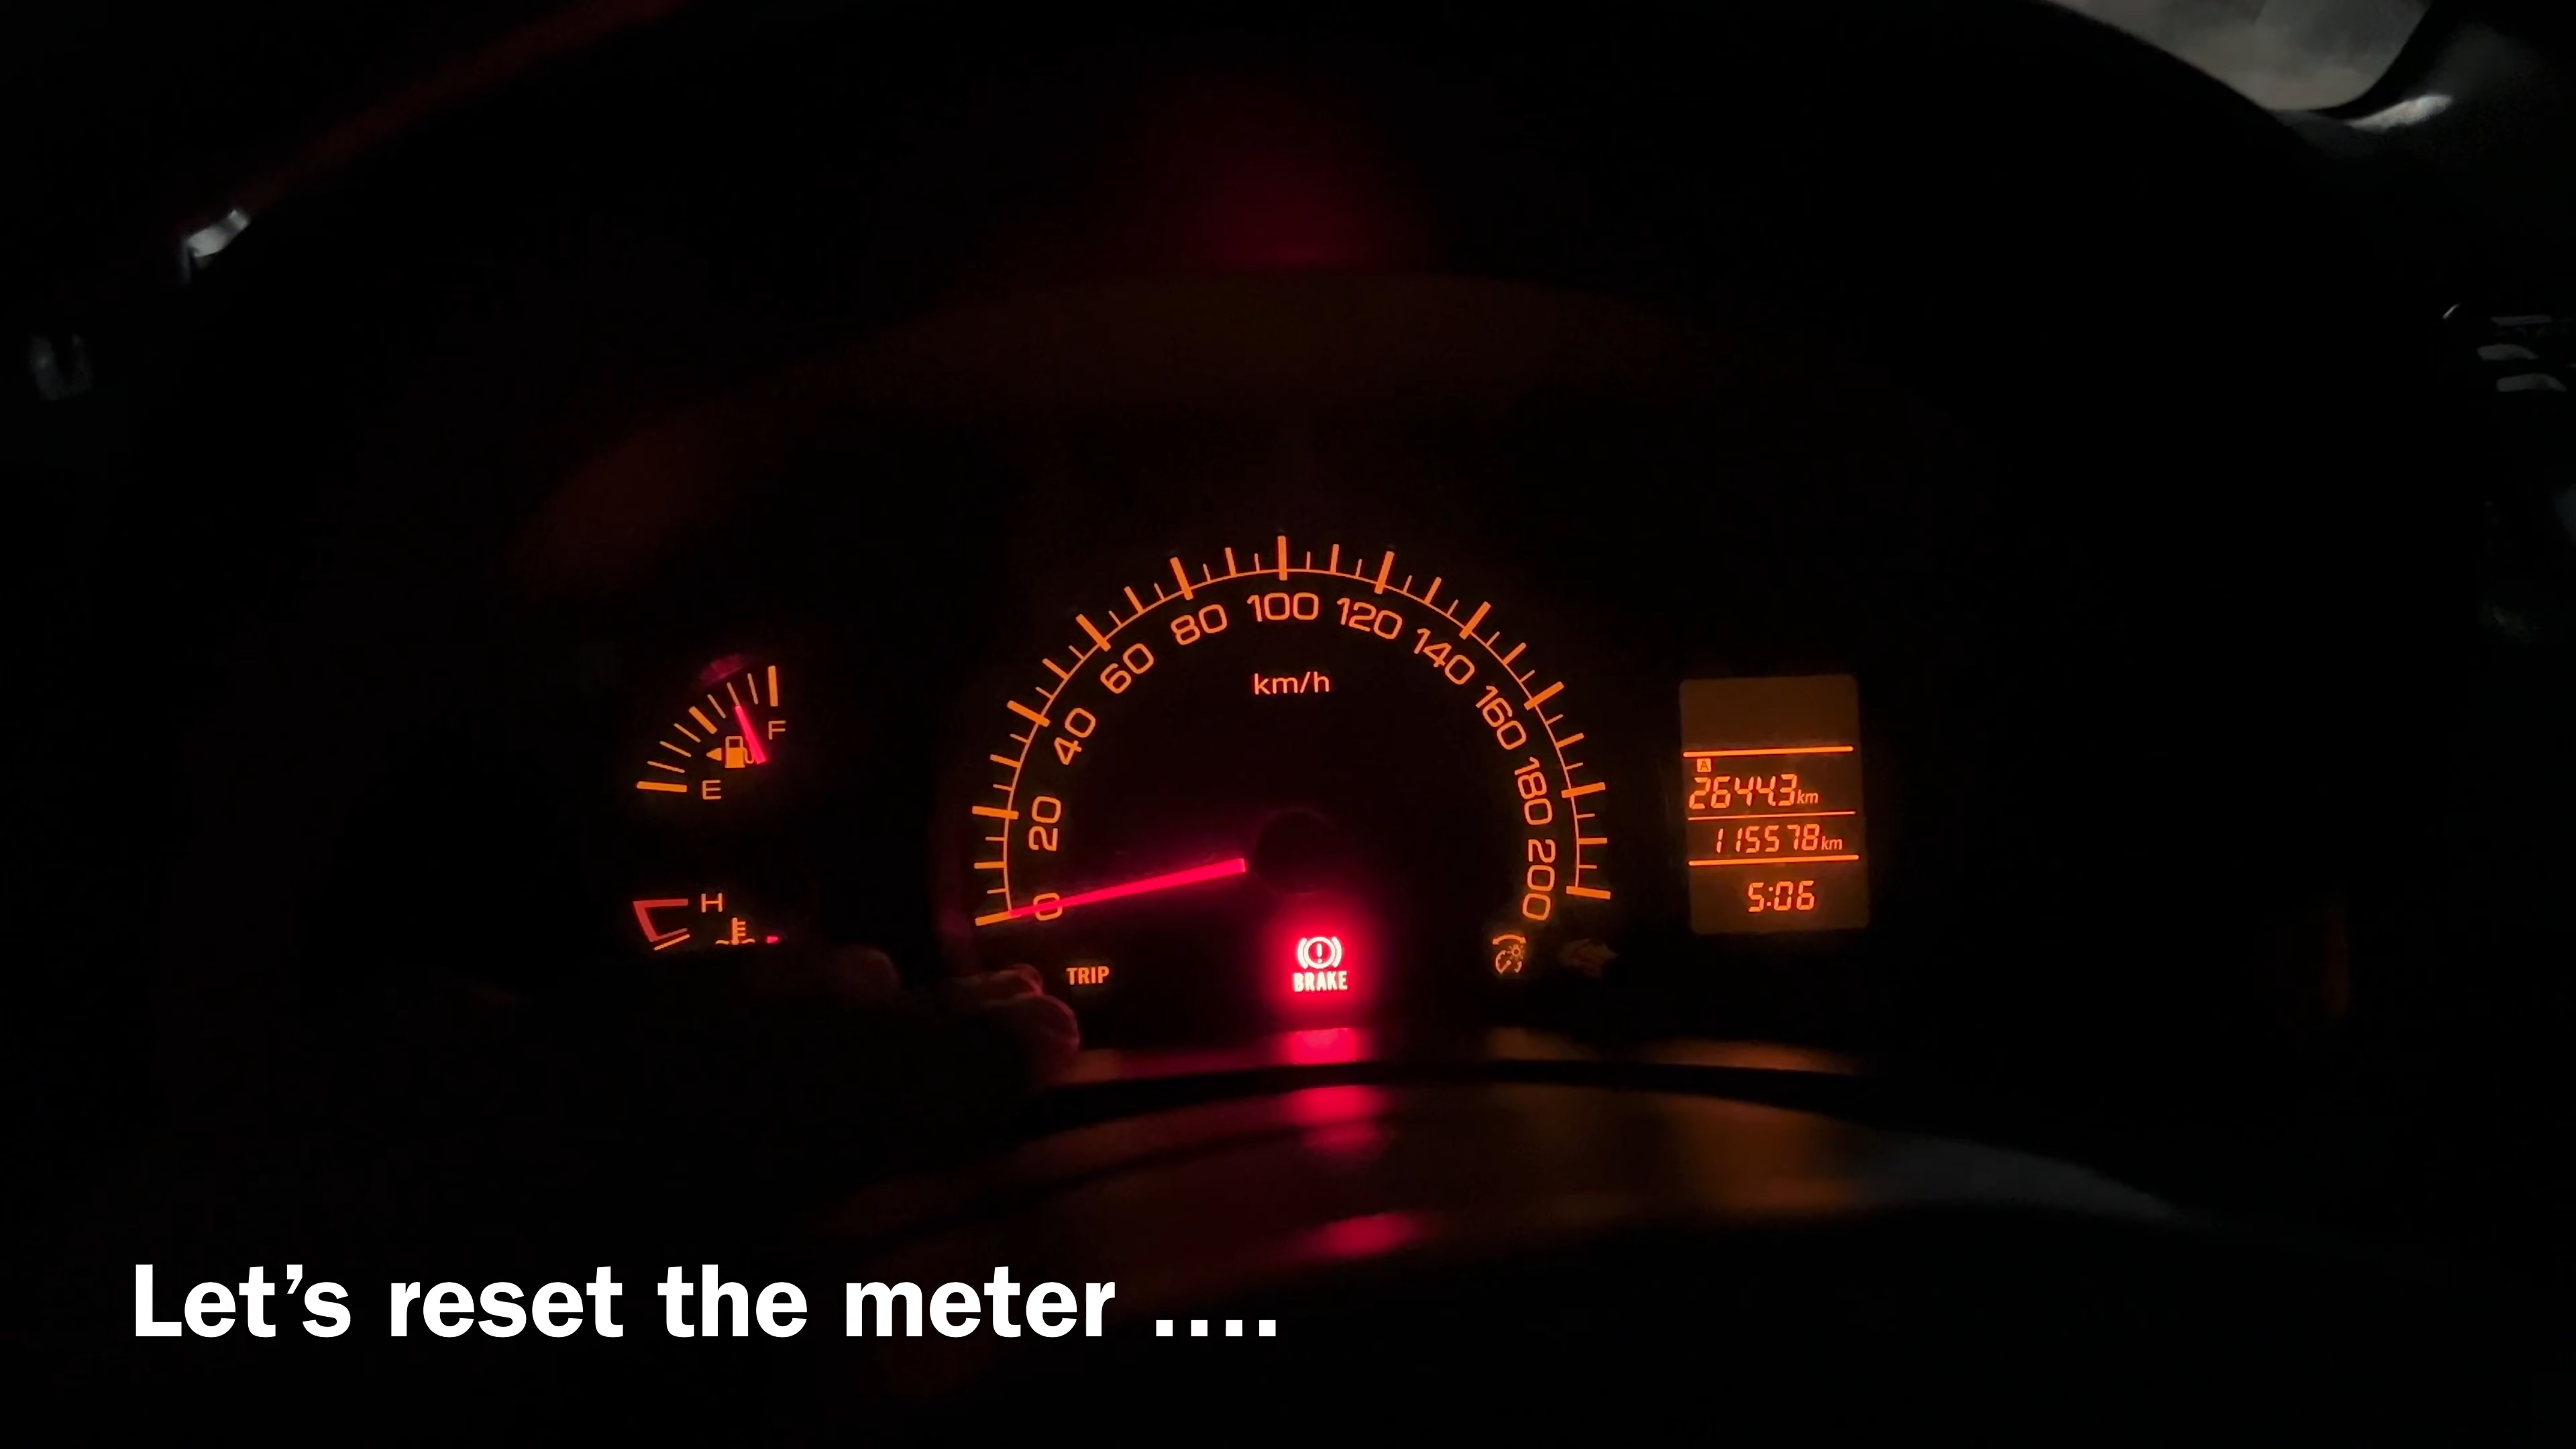 100
80
120
60
140
km/h
40
160
F
180
E
A
26443km
20
115578km
200
H
5:06
0
TRIP
BRAKE
Let’s reset the meter ....